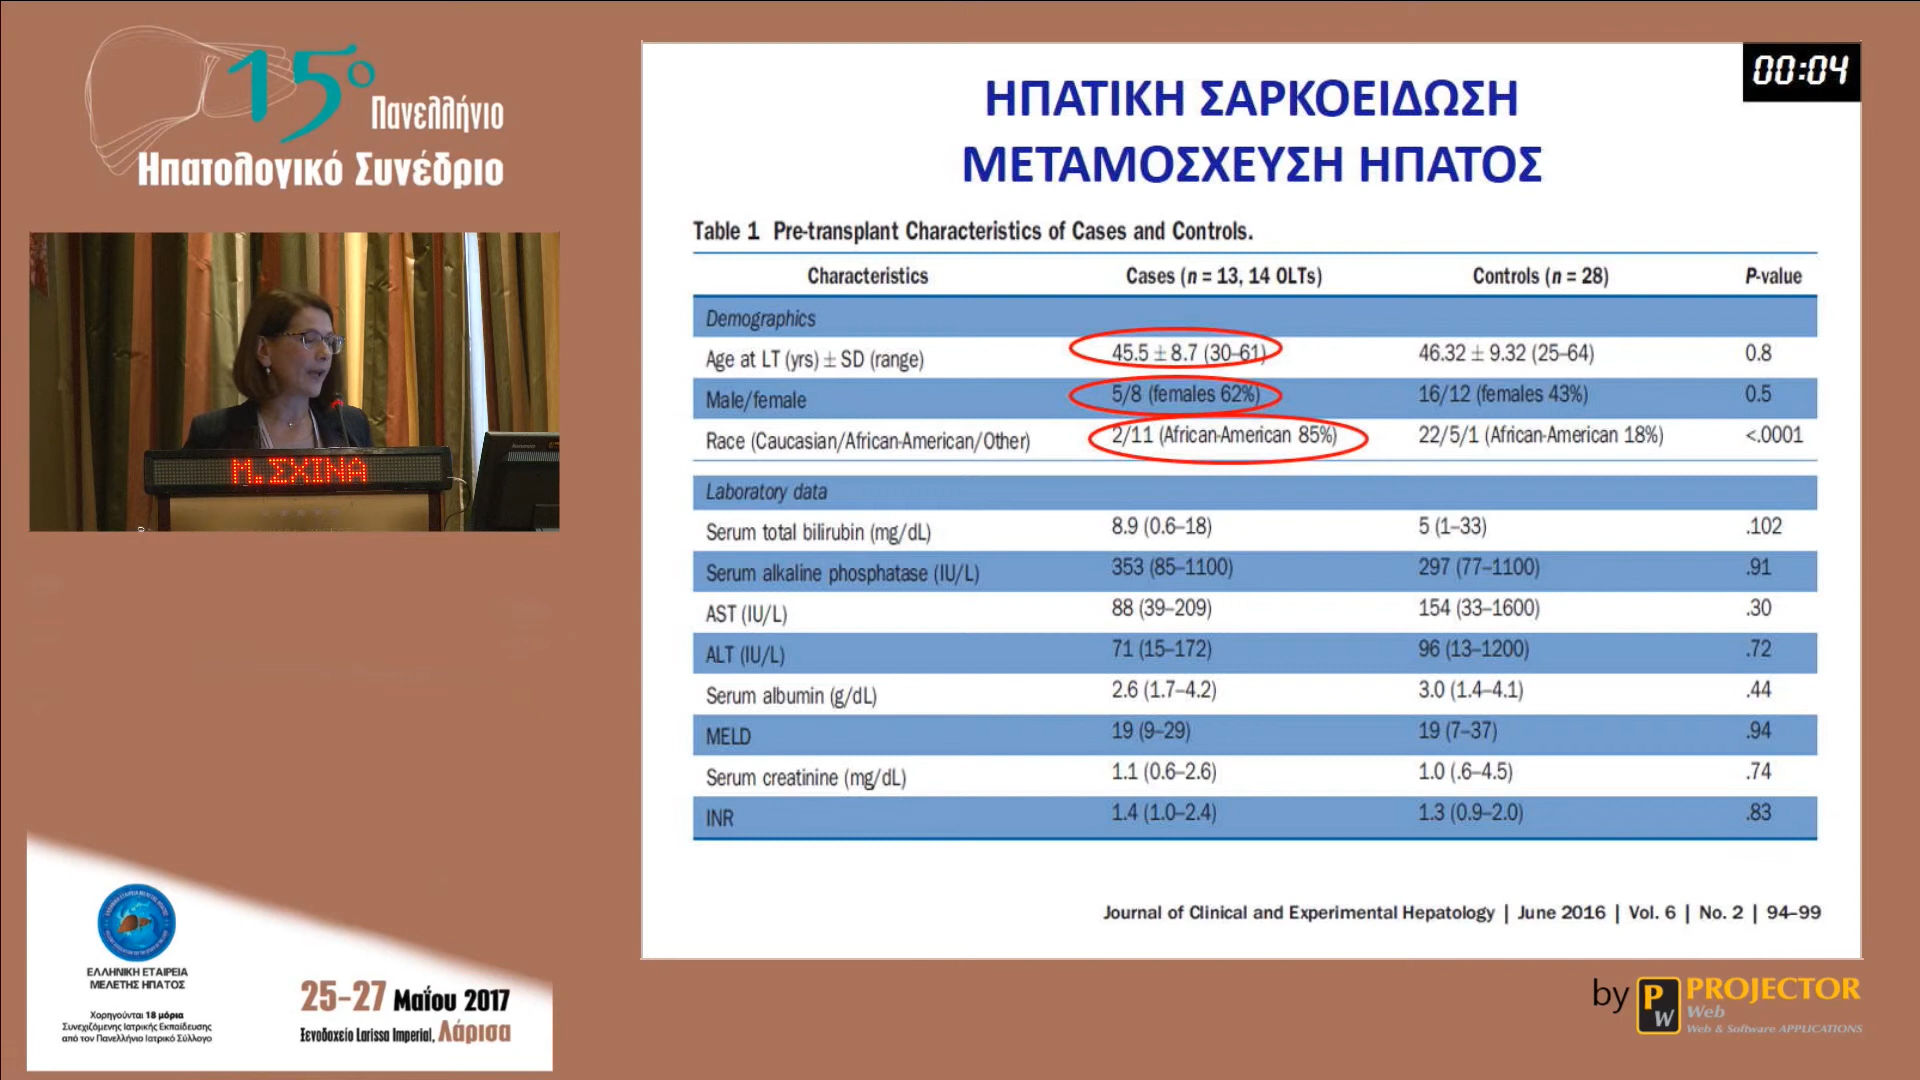 15ο
Πανελλήνιο
Ηπατολογικό Συνέδριο
Μ.ΣΧΙΝΑ
00:04
ΗΠΑΤΙΚΗ ΣΑΡΚΟΕΙΔΩΣΗ
ΜΕΤΑΜΟΣΧΕΥΣΗ ΗΠΑΤΟΣ
Table 1 Pre-transplant Characteristics of Cases and Controls.
Characteristics Cases (n = 13, 14 OLTs) Controls (n = 28) P-value
Demographics
Age at LT (yrs) ± SD (range) 45.5 ± 8.7 (30–61) 46.32 ± 9.32 (25–64) 0.8
Male/female 5/8 (females 62%) 16/12 (females 43%) 0.5
Race (Caucasian/African-American/Other) 2/11 (African-American 85%) 22/5/1 (African-American 18%) <.0001
Laboratory data
Serum total bilirubin (mg/dL) 8.9 (0.6–18) 5 (1–33) .102
Serum alkaline phosphatase (IU/L) 353 (85–1100) 297 (77–1100) .91
AST (IU/L) 88 (39–209) 154 (33–1600) .30
ALT (IU/L) 71 (15–172) 96 (13–1200) .72
Serum albumin (g/dL) 2.6 (1.7–4.2) 3.0 (1.4–4.1) .44
MELD 19 (9–29) 19 (7–37) .94
Serum creatinine (mg/dL) 1.1 (0.6–2.6) 1.0 (.6–4.5) .74
INR 1.4 (1.0–2.4) 1.3 (0.9–2.0) .83
Journal of Clinical and Experimental Hepatology | June 2016 | Vol. 6 | No. 2 | 94–99
ΕΛΛΗΝΙΚΗ ΕΤΑΙΡΕΙΑ
ΜΕΛΕΤΗΣ ΗΠΑΤΟΣ
Χορηγούνται 18 μόρια
Συνεχιζόμενης Ιατρικής Εκπαίδευσης
από τον Πανελλήνιο Ιατρικό Σύλλογο
25-27 Μαΐου 2017
Ξενοδοχείο Larissa Imperial, Λάρισα
by PW PROJECTOR
Web
Web & Software APPLICATIONS